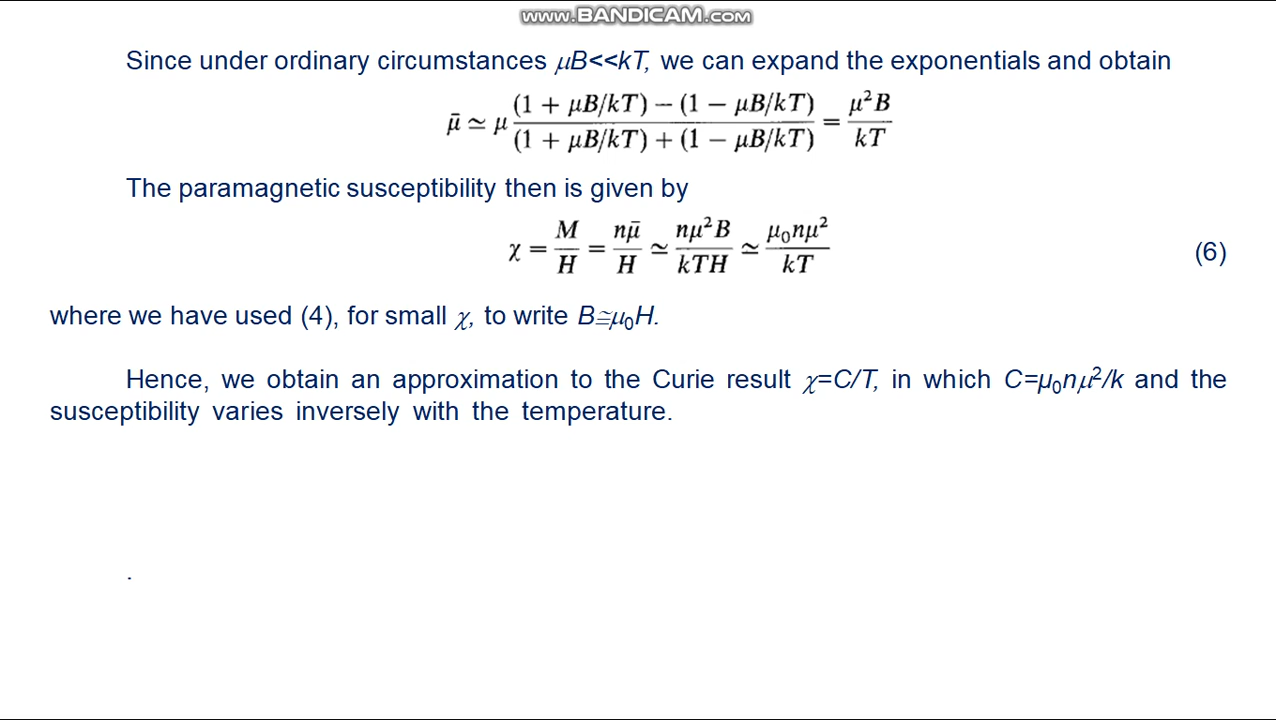 www.BANDICAM.com
Since under ordinary circumstances μB<<kT, we can expand the exponentials and obtain
μ̄ ≃ μ (1 + μB/kT) − (1 − μB/kT) / (1 + μB/kT) + (1 − μB/kT) = μ²B / kT
The paramagnetic susceptibility then is given by
χ = M/H = nμ̄/H ≃ nμ²B/kTH ≃ μ₀nμ²/kT (6)
where we have used (4), for small χ, to write B≅μ₀H.
Hence, we obtain an approximation to the Curie result χ=C/T, in which C=μ₀nμ²/k and the
susceptibility varies inversely with the temperature.
.